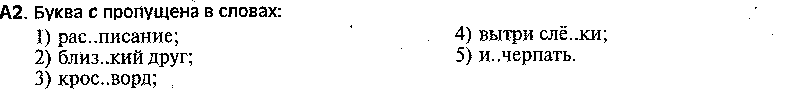 А2. Буква с пропущена в словах:
1) рас..писание;
2) близ..кий друг;
3) крос..ворд;
4) вытри слё..ки;
5) и..черпать.